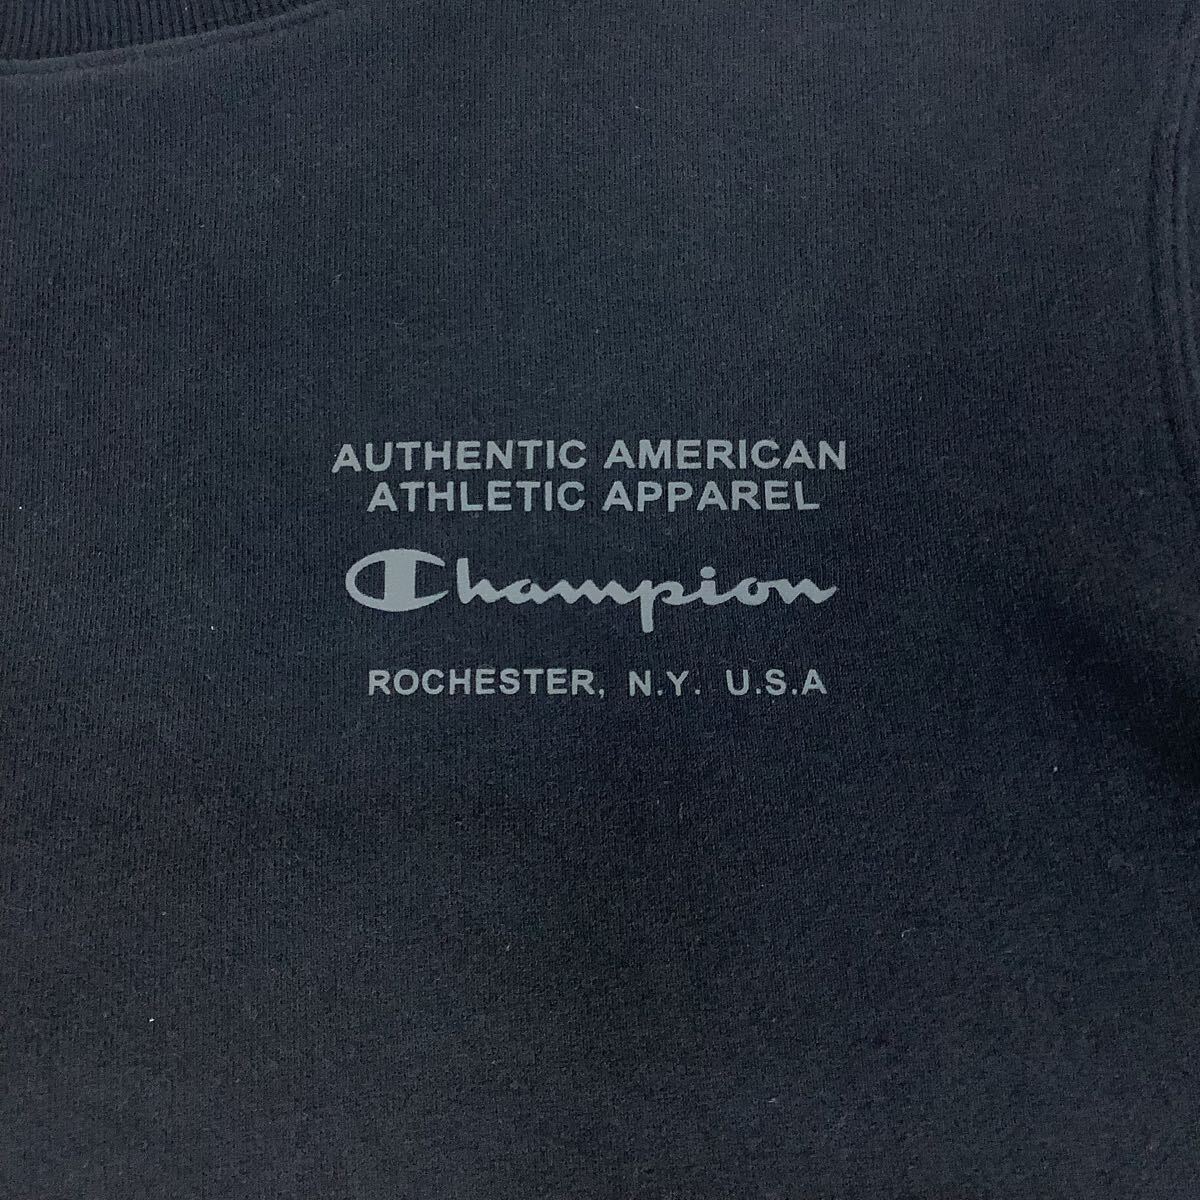 AUTHENTIC AMERICAN
ATHLETIC APPAREL
Champion
ROCHESTER, N.Y. U.S.A